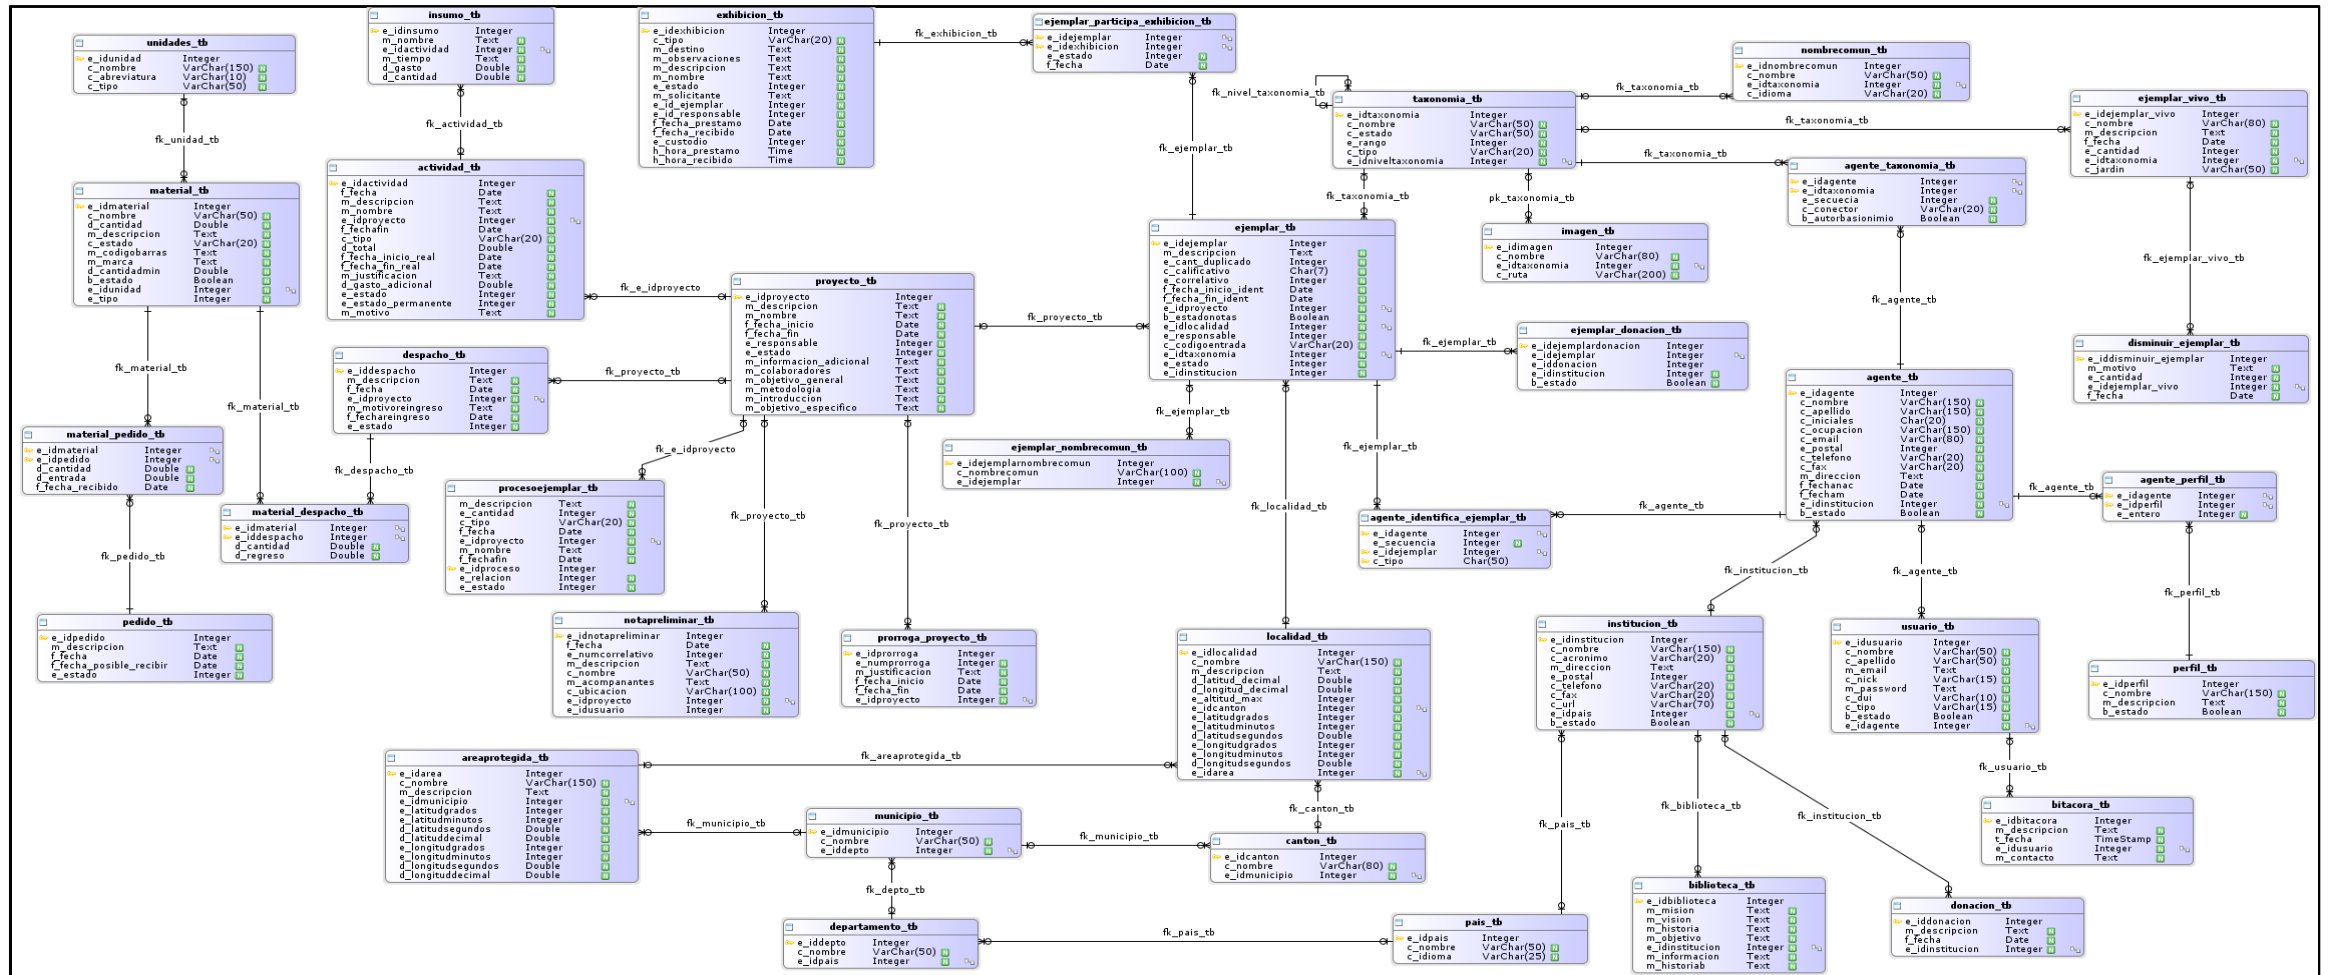 unidades_tb
e_idunidad Integer
c_nombre VarChar(150) N
c_abreviatura VarChar(10) N
c_tipo VarChar(50) N
fk_unidad_tb
material_tb
e_idmaterial Integer
c_nombre VarChar(50) N
d_cantidad Double N
m_descripcion Text N
c_estado VarChar(20) N
m_codigobarras Text N
m_marca Text N
d_cantidadmin Double N
b_estado Boolean N
e_idunidad Integer N
e_tipo Integer N
fk_material_tb
fk_material_tb
material_pedido_tb
e_idmaterial Integer
e_idpedido Integer
d_cantidad Double N
d_entrada Double N
f_fecha_recibido Date N
fk_pedido_tb
pedido_tb
e_idpedido Integer
m_descripcion Text N
f_fecha Date N
f_fecha_posible_recibir Date N
e_estado Integer N
insumo_tb
e_idinsumo Integer
m_nombre Text N
e_idactividad Integer N
m_tiempo Text N
d_gasto Double N
d_cantidad Double N
fk_actividad_tb
actividad_tb
e_idactividad Integer
f_fecha Date N
m_descripcion Text N
m_nombre Text N
e_idproyecto Integer N
f_fechafin Date N
c_tipo VarChar(20) N
d_total Double N
f_fecha_inicio_real Date N
f_fecha_fin_real Date N
m_justificacion Text N
d_gasto_adicional Double N
e_estado Integer N
e_estado_permanente Integer N
m_motivo Text N
fk_e_idproyecto
despacho_tb
e_iddespacho Integer
m_descripcion Text N
f_fecha Date N
e_idproyecto Integer N
m_motivoreingreso Text N
f_fechareingreso Date N
e_estado Integer N
fk_proyecto_tb
fk_despacho_tb
material_despacho_tb
e_idmaterial Integer
e_iddespacho Integer
d_cantidad Double N
d_regreso Double N
exhibicion_tb
e_idexhibicion Integer
c_tipo VarChar(20) N
m_destino Text N
m_observaciones Text N
m_descripcion Text N
m_nombre Text N
e_estado Integer N
m_solicitante Text N
e_id_ejemplar Integer N
e_id_responsable Integer N
f_fecha_prestamo Date N
f_fecha_recibido Date N
e_custodio Integer N
h_hora_prestamo Time N
h_hora_recibido Time N
fk_exhibicion_tb
ejemplar_participa_exhibicion_tb
e_idejemplar Integer
e_idexhibicion Integer
e_estado Integer N
f_fecha Date N
fk_ejemplar_tb
proyecto_tb
e_idproyecto Integer
m_descripcion Text N
m_nombre Text N
f_fecha_inicio Date N
f_fecha_fin Date N
e_responsable Integer N
e_estado Integer N
m_informacion_adicional Text N
m_colaboradores Text N
m_objetivo_general Text N
m_metodologia Text N
m_introduccion Text N
m_objetivo_especifico Text N
fk_proyecto_tb
fk_e_idproyecto
procesoejemplar_tb
m_descripcion Text N
e_cantidad Integer N
c_tipo VarChar(20) N
f_fecha Date N
e_idproyecto Integer N
m_nombre Text N
f_fechafin Date N
e_idproceso Integer
e_relacion Integer N
e_estado Integer N
fk_proyecto_tb
notapreliminar_tb
e_idnotapreliminar Integer
f_fecha Date N
e_numcorrelativo Integer N
m_descripcion Text N
c_nombre VarChar(50) N
m_acompanantes Text N
c_ubicacion VarChar(100) N
e_idproyecto Integer N
e_idusuario Integer N
fk_proyecto_tb
prorroga_proyecto_tb
e_idprorroga Integer
e_numprorroga Integer N
m_justificacion Text N
f_fecha_inicio Date N
f_fecha_fin Date N
e_idproyecto Integer N
fk_nivel_taxonomia_tb
taxonomia_tb
e_idtaxonomia Integer
c_nombre VarChar(50) N
c_estado VarChar(50) N
e_rango Integer N
c_tipo VarChar(20) N
e_idniveltaxonomia Integer N
fk_taxonomia_tb
nombrecomun_tb
e_idnombrecomun Integer
c_nombre VarChar(50) N
e_idtaxonomia Integer N
c_idioma VarChar(20) N
fk_taxonomia_tb
ejemplar_vivo_tb
e_idejemplar_vivo Integer
c_nombre VarChar(80) N
m_descripcion Text N
f_fecha Date N
e_cantidad Integer N
e_idtaxonomia Integer N
c_jardin VarChar(50) N
fk_taxonomia_tb
agente_taxonomia_tb
e_idagente Integer
e_idtaxonomia Integer
e_secuecia Integer N
c_conector VarChar(20) N
b_autorbasionimio Boolean N
fk_taxonomia_tb
pk_taxonomia_tb
imagen_tb
e_idimagen Integer
c_nombre VarChar(80) N
e_idtaxonomia Integer N
c_ruta VarChar(200) N
ejemplar_tb
e_idejemplar Integer
m_descripcion Text N
e_cant_duplicado Integer N
c_calificativo Char(7) N
e_correlativo Integer N
f_fecha_inicio_ident Date N
f_fecha_fin_ident Date N
e_idproyecto Integer N
b_estadonotas Boolean N
e_idlocalidad Integer N
e_responsable Integer N
c_codigoentrada VarChar(20) N
e_idtaxonomia Integer N
e_estado Integer N
e_idinstitucion Integer N
fk_ejemplar_tb
ejemplar_donacion_tb
e_idejemplardonacion Integer
e_idejemplar Integer
e_iddonacion Integer
e_idinstitucion Integer N
b_estado Boolean N
fk_ejemplar_tb
ejemplar_nombrecomun_tb
e_idejemplarnombrecomun Integer
c_nombrecomun VarChar(100) N
e_idejemplar Integer N
fk_ejemplar_tb
agente_identifica_ejemplar_tb
e_idagente Integer
e_secuencia Integer N
e_idejemplar Integer
c_tipo Char(50)
fk_agente_tb
fk_ejemplar_vivo_tb
disminuir_ejemplar_tb
e_iddisminuir_ejemplar Integer
m_motivo Text N
e_cantidad Integer N
e_idejemplar_vivo Integer N
f_fecha Date N
fk_agente_tb
agente_tb
e_idagente Integer
c_nombre VarChar(150) N
c_apellido VarChar(150) N
c_iniciales Char(20) N
c_ocupacion VarChar(150) N
c_email VarChar(80) N
e_postal Integer N
c_telefono VarChar(20) N
c_fax VarChar(20) N
m_direccion Text N
f_fechanac Date N
f_fecham Date N
e_idinstitucion Integer N
b_estado Boolean N
fk_agente_tb
agente_perfil_tb
e_idagente Integer
e_idperfil Integer
e_entero Integer N
fk_perfil_tb
perfil_tb
e_idperfil Integer
c_nombre VarChar(150) N
m_descripcion Text N
b_estado Boolean N
fk_agente_tb
usuario_tb
e_idusuario Integer
c_nombre VarChar(50) N
c_apellido VarChar(50) N
m_email Text N
c_nick VarChar(15) N
m_password Text N
c_dui VarChar(10) N
c_tipo VarChar(15) N
b_estado Boolean N
e_idagente Integer N
fk_usuario_tb
bitacora_tb
e_idbitacora Integer
m_descripcion Text N
t_fecha TimeStamp N
e_idusuario Integer N
m_contacto Text N
fk_institucion_tb
institucion_tb
e_idinstitucion Integer
c_nombre VarChar(150) N
c_acronimo VarChar(20) N
m_direccion Text N
e_postal Integer N
c_telefono VarChar(20) N
c_fax VarChar(20) N
c_url VarChar(70) N
e_idpais Integer N
b_estado Boolean N
fk_pais_tb
fk_biblioteca_tb
fk_institucion_tb
biblioteca_tb
e_idbiblioteca Integer
m_mision Text N
m_vision Text N
m_historia Text N
m_objetivo Text N
e_idinstitucion Integer N
m_informacion Text N
m_historiab Text N
donacion_tb
e_iddonacion Integer
m_descripcion Text N
f_fecha Date N
e_idinstitucion Integer N
fk_localidad_tb
localidad_tb
e_idlocalidad Integer
c_nombre VarChar(150) N
m_descripcion Text N
d_latitud_decimal Double N
d_longitud_decimal Double N
e_altitud_max Integer N
e_idcanton Integer N
e_latitudgrados Integer N
e_latitudminutos Integer N
d_latitudsegundos Double N
e_longitudgrados Integer N
e_longitudminutos Integer N
d_longitudsegundos Double N
e_idarea Integer N
fk_areaprotegida_tb
areaprotegida_tb
e_idarea Integer
c_nombre VarChar(150) N
m_descripcion Text N
e_idmunicipio Integer N
e_latitudgrados Integer N
e_latitudminutos Integer N
d_latitudsegundos Double N
d_latituddecimal Double N
e_longitudgrados Integer N
e_longitudminutos Integer N
d_longitudsegundos Double N
d_longituddecimal Double N
fk_municipio_tb
municipio_tb
e_idmunicipio Integer
c_nombre VarChar(50) N
e_iddepto Integer N
fk_municipio_tb
fk_canton_tb
canton_tb
e_idcanton Integer
c_nombre VarChar(80) N
e_idmunicipio Integer N
fk_depto_tb
departamento_tb
e_iddepto Integer
c_nombre VarChar(50) N
e_idpais Integer N
fk_pais_tb
pais_tb
e_idpais Integer
c_nombre VarChar(50) N
c_idioma VarChar(25) N